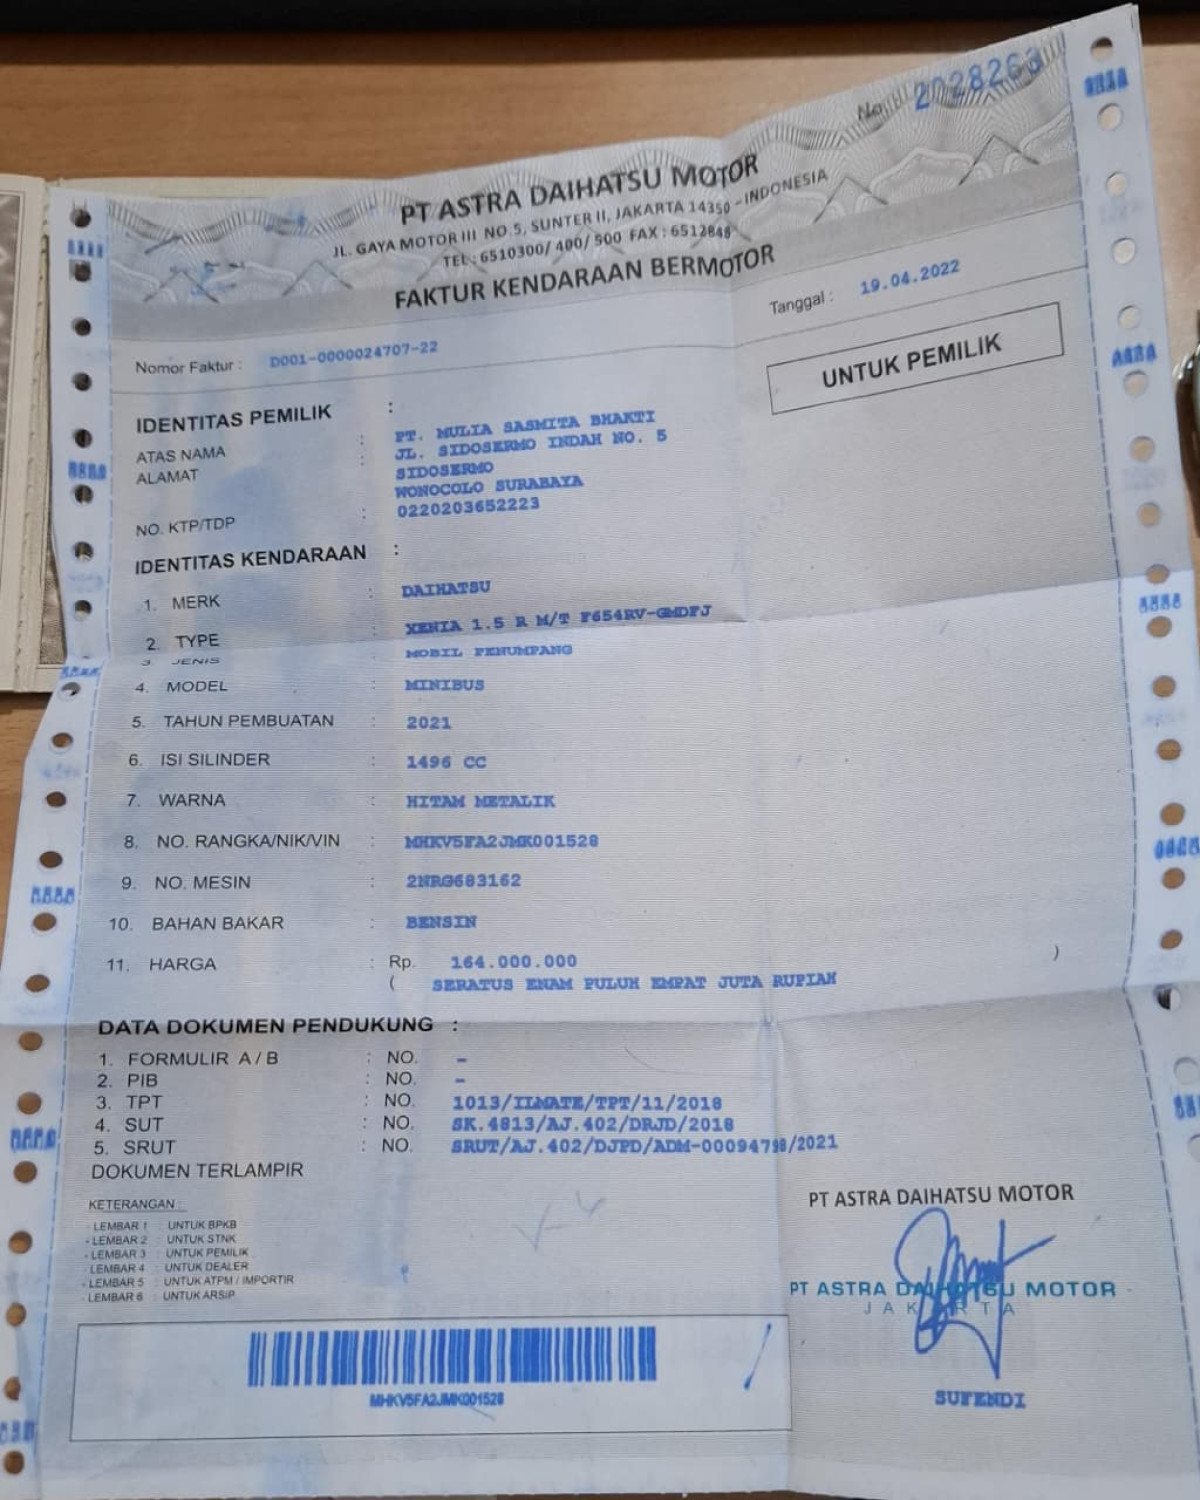 No. 2028263
PT ASTRA DAIHATSU MOTOR
JL. GAYA MOTOR III NO.5, SUNTER II, JAKARTA 14350 - INDONESIA
TEL : 6510300/ 400/ 500 FAX : 6512848
FAKTUR KENDARAAN BERMOTOR
Nomor Faktur : D001-0000024707-22
Tanggal : 19.04.2022
UNTUK PEMILIK
IDENTITAS PEMILIK :
ATAS NAMA : PT. MULIA SASMITA BHAKTI
ALAMAT : JL. SIDOSERMO INDAH NO. 5
SIDOSERMO
WONOCOLO SURABAYA
NO. KTP/TDP : 0220203652223
IDENTITAS KENDARAAN :
1. MERK : DAIHATSU
2. TYPE : XENIA 1.5 R M/T F654RV-GMDFJ
3. JENIS MOBIL PENUMPANG
4. MODEL : MINIBUS
5. TAHUN PEMBUATAN : 2021
6. ISI SILINDER : 1496 CC
7. WARNA : HITAM METALIK
8. NO. RANGKA/NIK/VIN : MHKV5FA2JMK001528
9. NO. MESIN : 2NRG683162
10. BAHAN BAKAR : BENSIN
11. HARGA : Rp. 164.000.000
( SERATUS ENAM PULUH EMPAT JUTA RUPIAH )
DATA DOKUMEN PENDUKUNG :
1. FORMULIR A / B : NO. -
2. PIB : NO. -
3. TPT : NO. 1013/ILMATE/TPT/11/2018
4. SUT : NO. SK.4813/AJ.402/DRJD/2018
5. SRUT : NO. SRUT/AJ.402/DJPD/ADM-00094798/2021
DOKUMEN TERLAMPIR
KETERANGAN :
- LEMBAR 1 : UNTUK BPKB
- LEMBAR 2 : UNTUK STNK
- LEMBAR 3 : UNTUK PEMILIK
- LEMBAR 4 : UNTUK DEALER
- LEMBAR 5 : UNTUK ATPM / IMPORTIR
- LEMBAR 6 : UNTUK ARSIP
PT ASTRA DAIHATSU MOTOR
PT ASTRA DAIHATSU MOTOR
JAKARTA
SUFENDI
MHKV5FA2JMK001528